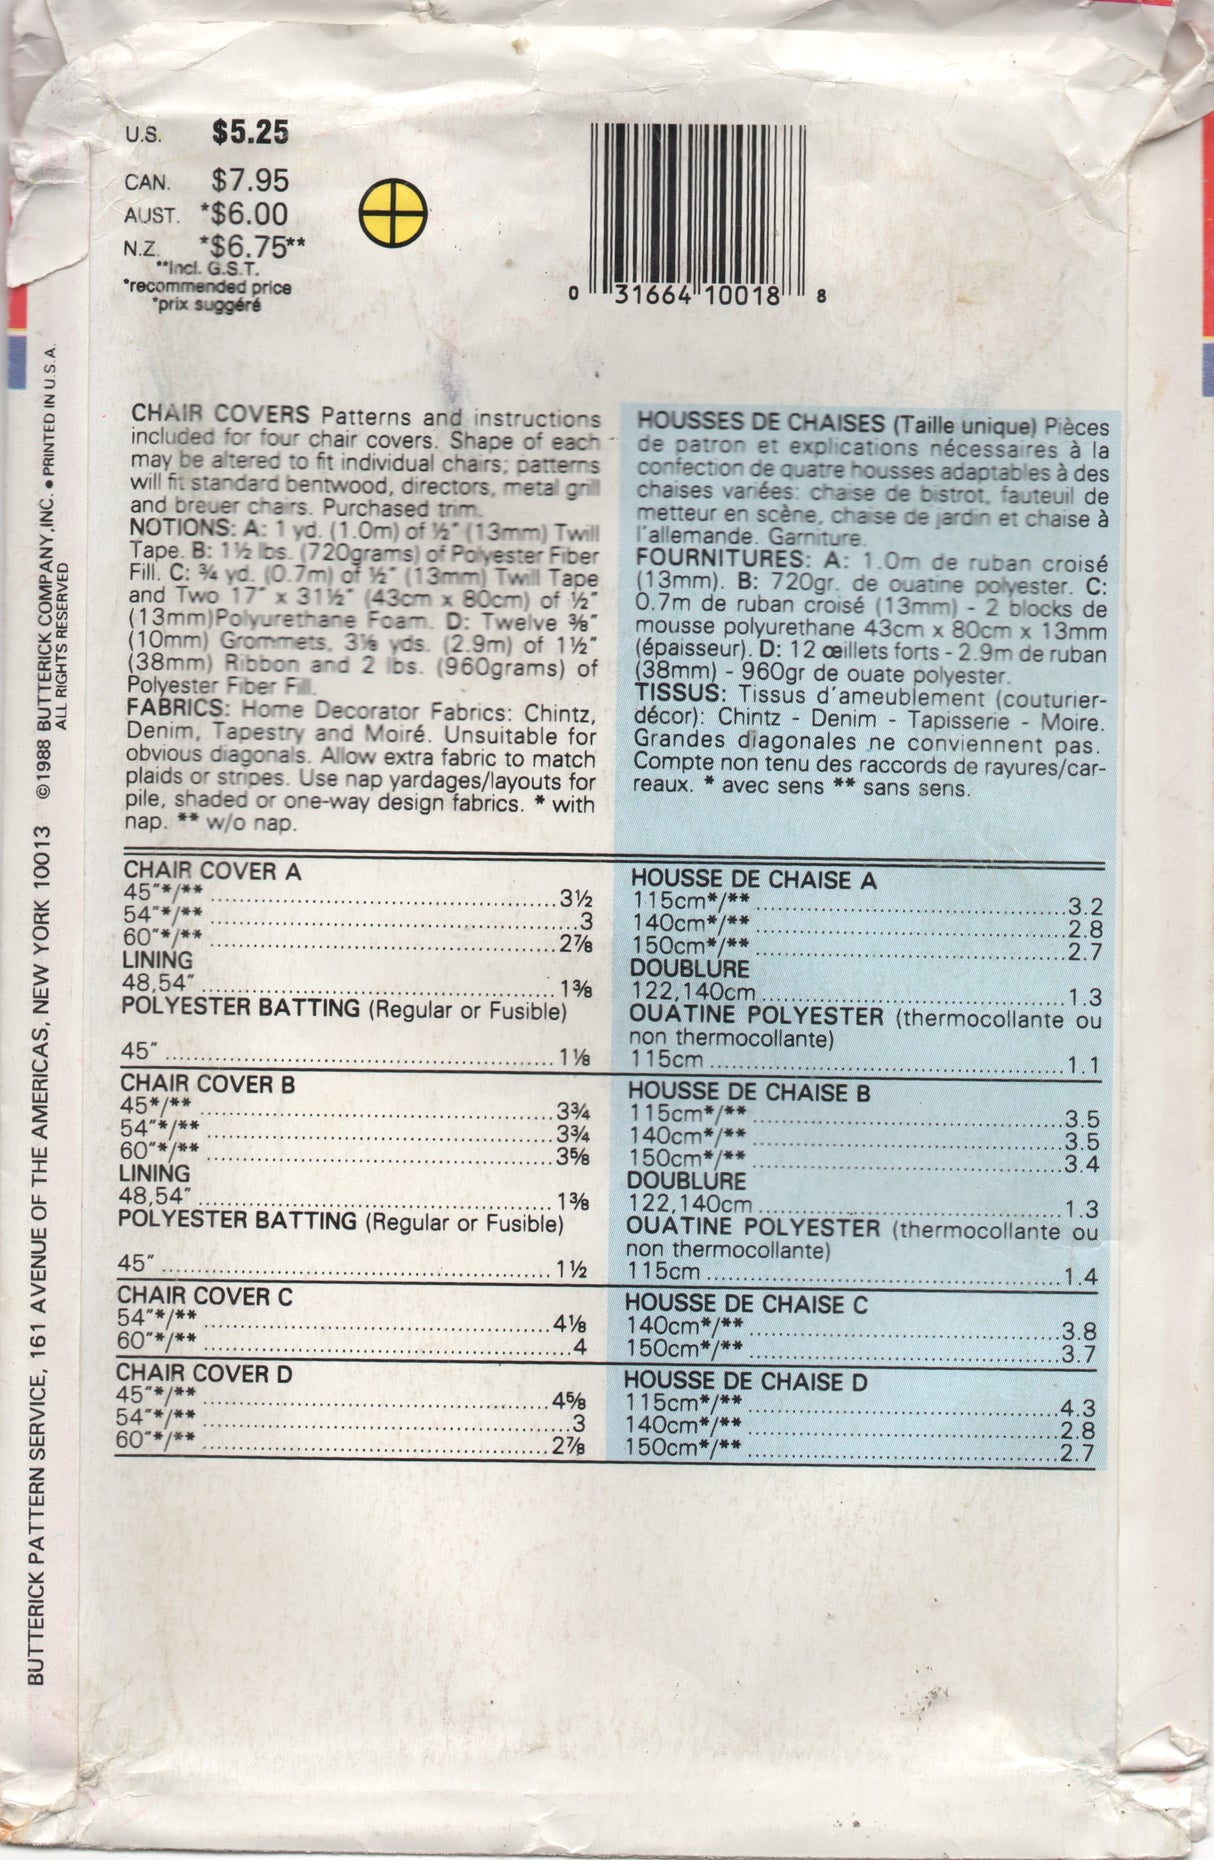 U.S. $5.25
CAN. $7.95
AUST. *$6.00
N.Z. *$6.75**
**Incl. G.S.T.
*recommended price
*prix suggéré
0 31664 10018 8
©1988 BUTTERICK COMPANY, INC. • PRINTED IN U.S.A.
ALL RIGHTS RESERVED
BUTTERICK PATTERN SERVICE, 161 AVENUE OF THE AMERICAS, NEW YORK 10013
CHAIR COVERS Patterns and instructions
included for four chair covers. Shape of each
may be altered to fit individual chairs; patterns
will fit standard bentwood, directors, metal grill
and breuer chairs. Purchased trim.
NOTIONS: A: 1 yd. (1.0m) of ½" (13mm) Twill
Tape. B: 1½ lbs. (720grams) of Polyester Fiber
Fill. C: ¾ yd. (0.7m) of ½" (13mm) Twill Tape
and Two 17" x 31½" (43cm x 80cm) of ½"
(13mm)Polyurethane Foam. D: Twelve ⅜"
(10mm) Grommets, 3⅛ yds. (2.9m) of 1½"
(38mm) Ribbon and 2 lbs. (960grams) of
Polyester Fiber Fill.
FABRICS: Home Decorator Fabrics: Chintz,
Denim, Tapestry and Moiré. Unsuitable for
obvious diagonals. Allow extra fabric to match
plaids or stripes. Use nap yardages/layouts for
pile, shaded or one-way design fabrics. * with
nap. ** w/o nap.
CHAIR COVER A
45"*/** 3½
54"*/** 3
60"*/** 2⅞
LINING
48,54" 1⅜
POLYESTER BATTING (Regular or Fusible)
45" 1⅛
CHAIR COVER B
45*/** 3¾
54"*/** 3¾
60"*/** 3⅝
LINING
48,54" 1⅜
POLYESTER BATTING (Regular or Fusible)
45" 1½
CHAIR COVER C
54"*/** 4⅛
60"*/** 4
CHAIR COVER D
45"*/** 4⅝
54"*/** 3
60"*/** 2⅞
HOUSSES DE CHAISES (Taille unique) Pièces
de patron et explications nécessaires à la
confection de quatre housses adaptables à des
chaises variées: chaise de bistrot, fauteuil de
metteur en scène, chaise de jardin et chaise à
l'allemande. Garniture.
FOURNITURES: A: 1.0m de ruban croisé
(13mm). B: 720gr. de ouatine polyester. C:
0.7m de ruban croisé (13mm) - 2 blocks de
mousse polyurethane 43cm x 80cm x 13mm
(épaisseur). D: 12 œillets forts - 2.9m de ruban
(38mm) - 960gr de ouate polyester.
TISSUS: Tissus d'ameublement (couturier-
décor): Chintz - Denim - Tapisserie - Moire.
Grandes diagonales ne conviennent pas.
Compte non tenu des raccords de rayures/car-
reaux. * avec sens ** sans sens.
HOUSSE DE CHAISE A
115cm*/** 3.2
140cm*/** 2.8
150cm*/** 2.7
DOUBLURE
122,140cm 1.3
OUATINE POLYESTER (thermocollante ou
non thermocollante)
115cm 1.1
HOUSSE DE CHAISE B
115cm*/** 3.5
140cm*/** 3.5
150cm*/** 3.4
DOUBLURE
122,140cm 1.3
OUATINE POLYESTER (thermocollante ou
non thermocollante)
115cm 1.4
HOUSSE DE CHAISE C
140cm*/** 3.8
150cm*/** 3.7
HOUSSE DE CHAISE D
115cm*/** 4.3
140cm*/** 2.8
150cm*/** 2.7